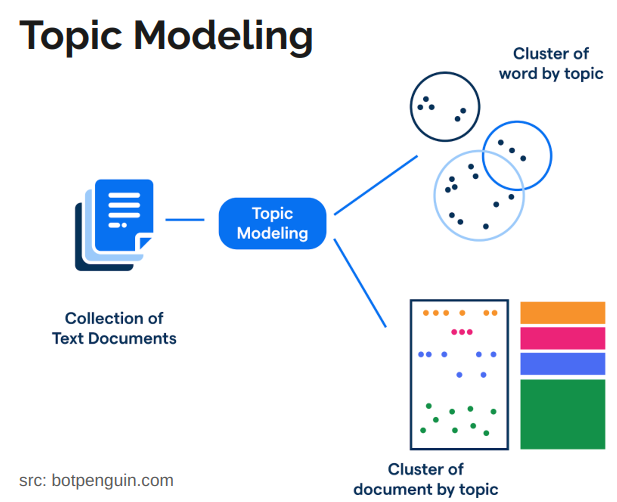 Topic Modeling
Cluster of
word by topic
Topic
Modeling
Collection of
Text Documents
Cluster of
document by topic
src: botpenguin.com